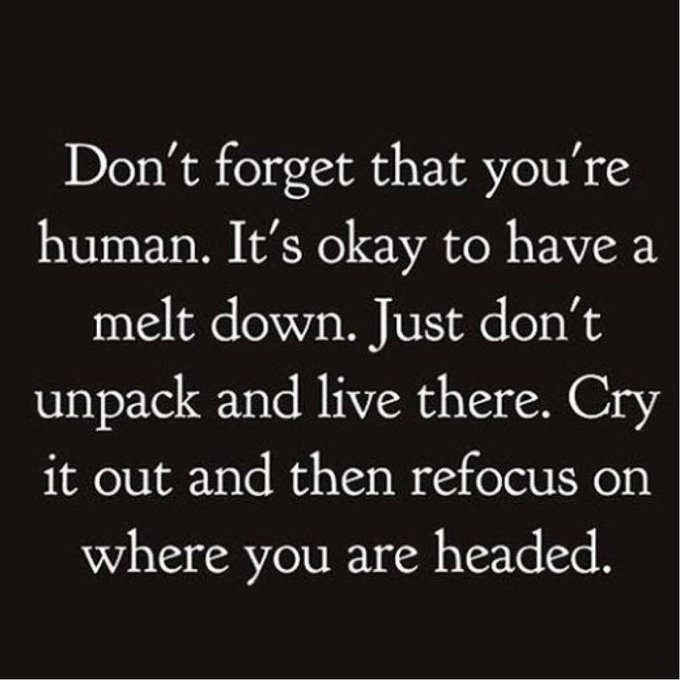 Don't forget that you're
human. It's okay to have a
melt down. Just don't
unpack and live there. Cry
it out and then refocus on
where you are headed.